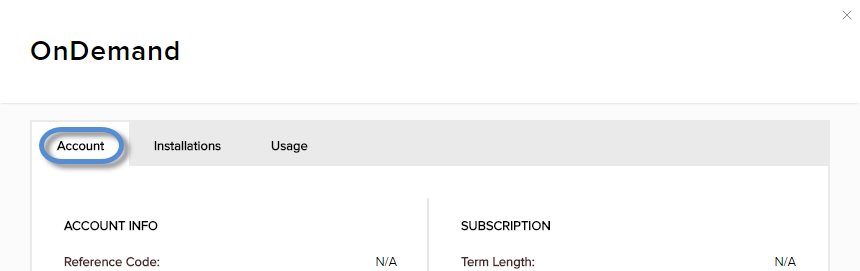 OnDemand
Account Installations Usage
ACCOUNT INFO
Reference Code: N/A
SUBSCRIPTION
Term Length: N/A